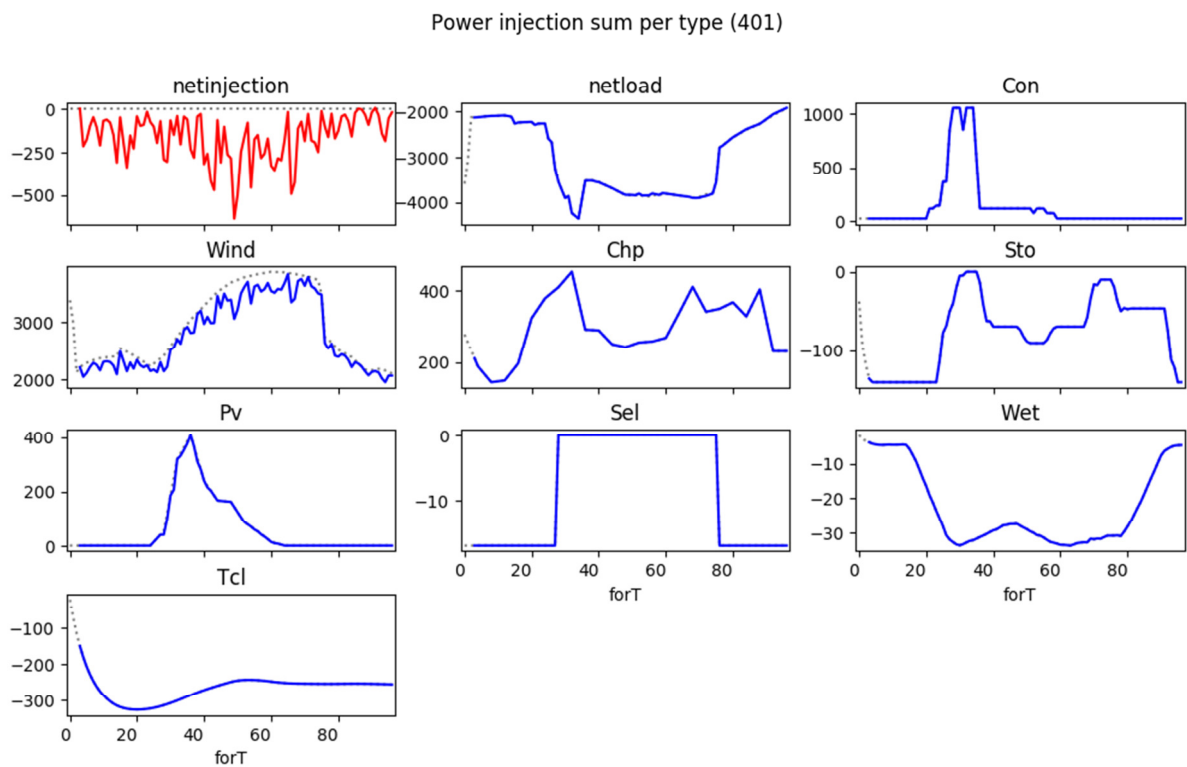 Power injection sum per type (401)
netinjection
0
−250
−500
netload
−2000
−3000
−4000
Con
1000
500
0
Wind
3000
2000
Chp
400
200
Sto
0
−100
Pv
400
200
0
Sel
0
−10
0 20 40 60 80
forT
Wet
−10
−20
−30
0 20 40 60 80
forT
Tcl
−100
−200
−300
0 20 40 60 80
forT